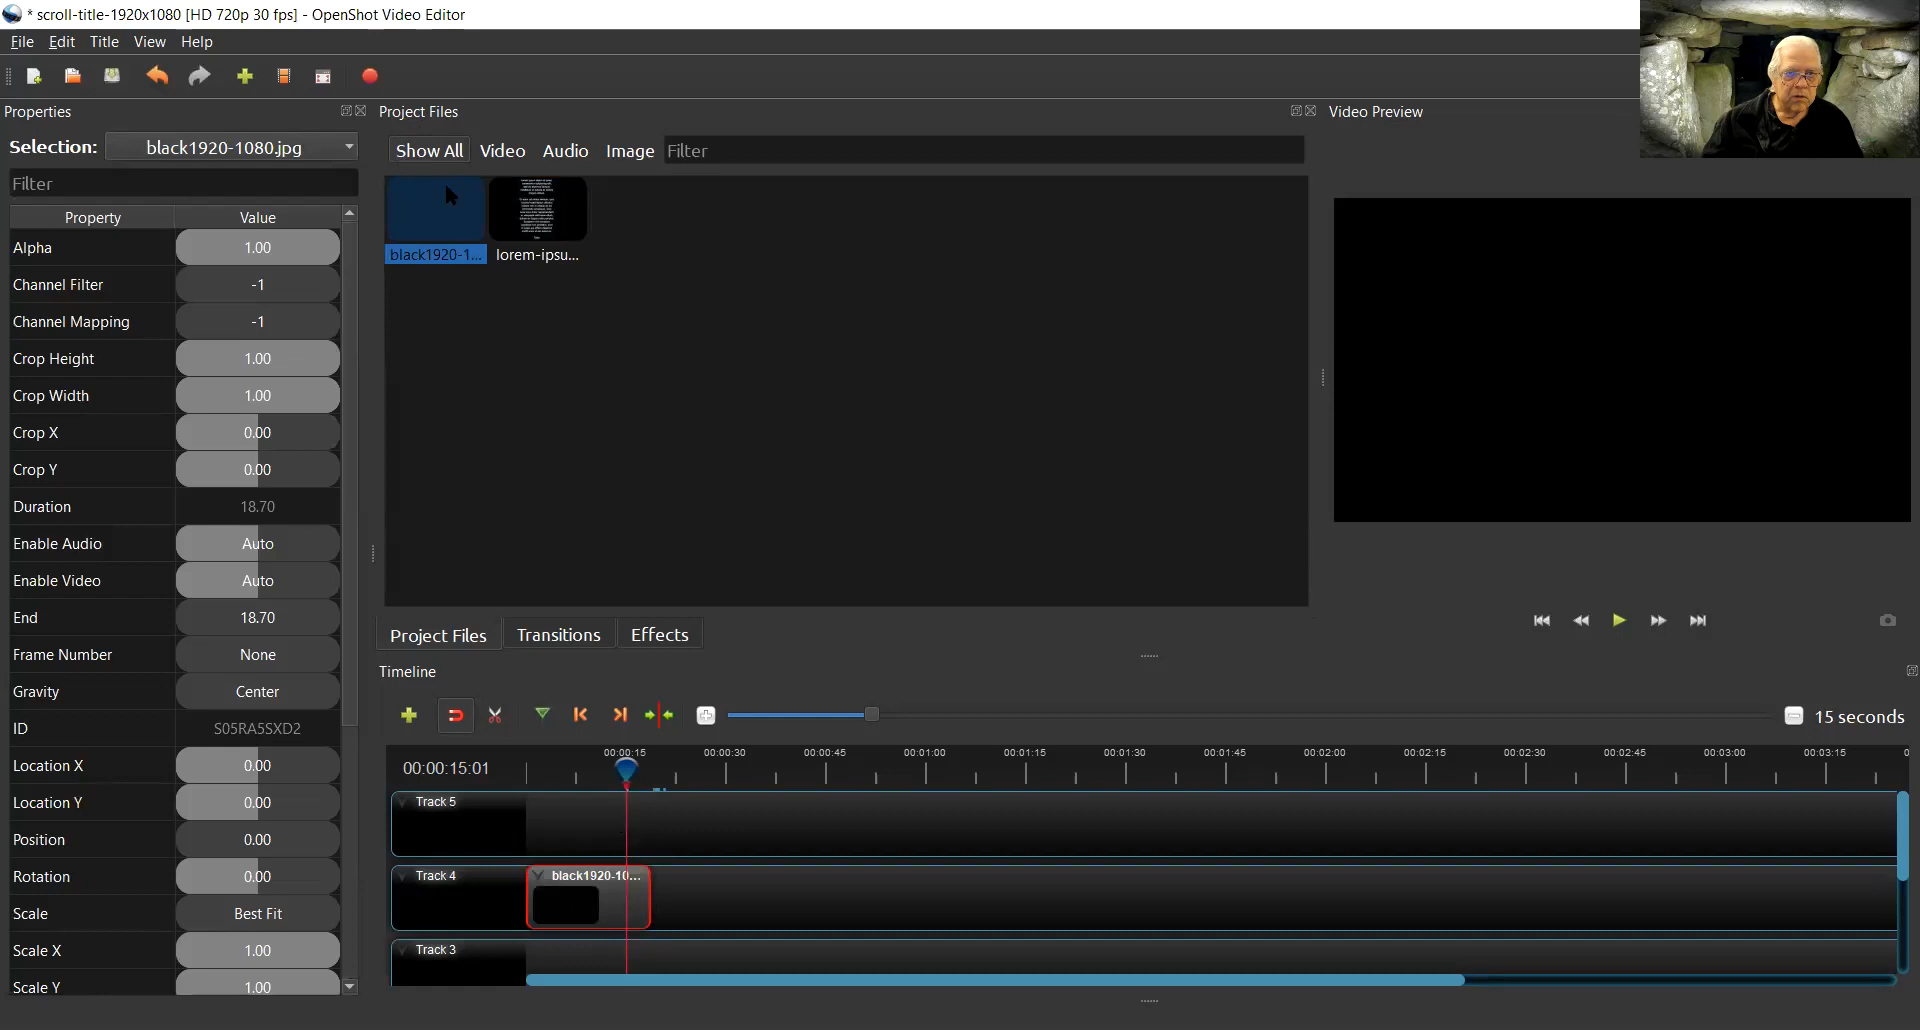 * scroll-title-1920x1080 [HD 720p 30 fps] - OpenShot Video Editor
File Edit Title View Help
Properties
Selection: black1920-1080.jpg
Filter
Property Value
Alpha 1.00
Channel Filter -1
Channel Mapping -1
Crop Height 1.00
Crop Width 1.00
Crop X 0.00
Crop Y 0.00
Duration 18.70
Enable Audio Auto
Enable Video Auto
End 18.70
Frame Number None
Gravity Center
ID S05RA5SXD2
Location X 0.00
Location Y 0.00
Position 0.00
Rotation 0.00
Scale Best Fit
Scale X 1.00
Scale Y 1.00
Project Files
Show All Video Audio Image Filter
black1920-1... lorem-ipsu...
Project Files Transitions Effects
Video Preview
Timeline
15 seconds
00:00:15:01
00:00:15 00:00:30 00:00:45 00:01:00 00:01:15 00:01:30 00:01:45 00:02:00 00:02:15 00:02:30 00:02:45 00:03:00 00:03:15 0
Track 5
Track 4 black1920-10...
Track 3